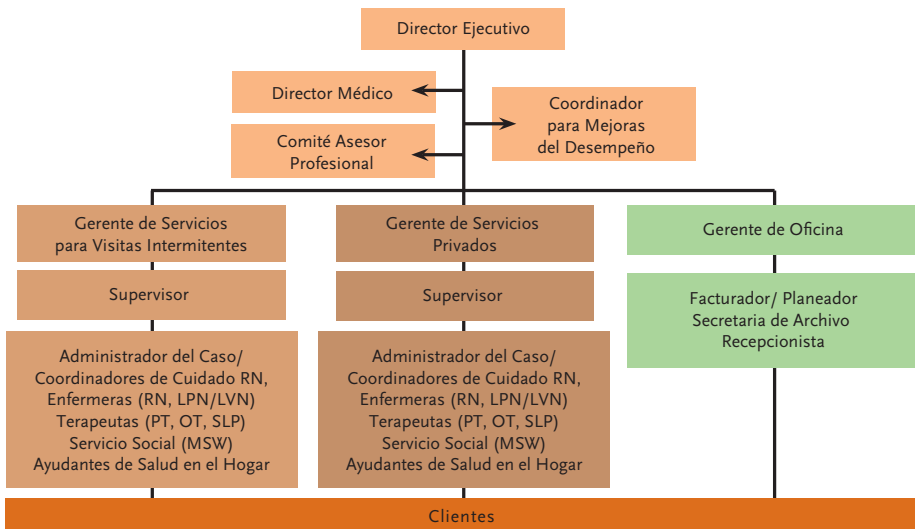 Director Ejecutivo
Director Médico
Coordinador
para Mejoras
del Desempeño
Comité Asesor
Profesional
Gerente de Servicios
para Visitas Intermitentes
Gerente de Servicios
Privados
Gerente de Oficina
Supervisor
Supervisor
Facturador/ Planeador
Secretaria de Archivo
Recepcionista
Administrador del Caso/
Coordinadores de Cuidado RN,
Enfermeras (RN, LPN/LVN)
Terapeutas (PT, OT, SLP)
Servicio Social (MSW)
Ayudantes de Salud en el Hogar
Administrador del Caso/
Coordinadores de Cuidado RN,
Enfermeras (RN, LPN/LVN)
Terapeutas (PT, OT, SLP)
Servicio Social (MSW)
Ayudantes de Salud en el Hogar
Clientes